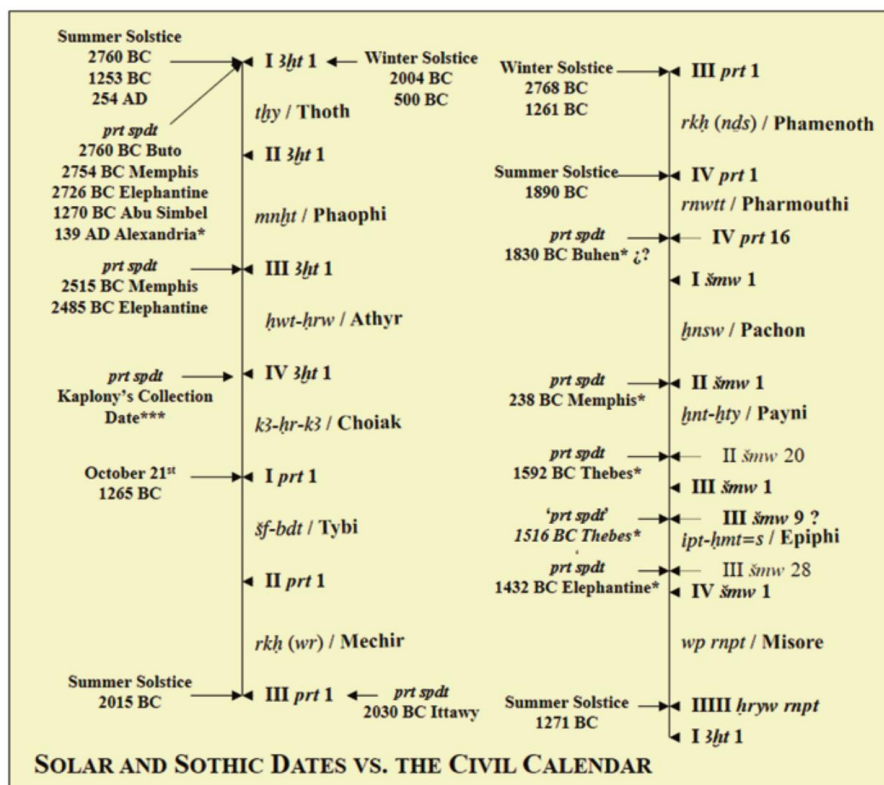 Summer Solstice
2760 BC
1253 BC
254 AD
I 3ḫt 1
Winter Solstice
2004 BC
500 BC
tḫy / Thoth
prt spdt
2760 BC Buto
2754 BC Memphis
2726 BC Elephantine
1270 BC Abu Simbel
139 AD Alexandria*
II 3ḫt 1
mnḫt / Phaophi
prt spdt
2515 BC Memphis
2485 BC Elephantine
III 3ḫt 1
ḥwt-ḥrw / Athyr
prt spdt
Kaplony’s Collection
Date***
IV 3ḫt 1
k3-ḥr-k3 / Choiak
October 21st
1265 BC
I prt 1
šf-bdt / Tybi
II prt 1
rkḥ (wr) / Mechir
Summer Solstice
2015 BC
III prt 1
prt spdt
2030 BC Ittawy
Winter Solstice
2768 BC
1261 BC
III prt 1
rkḥ (nḏs) / Phamenoth
Summer Solstice
1890 BC
IV prt 1
rnwtt / Pharmouthi
prt spdt
1830 BC Buhen* ¿?
IV prt 16
I šmw 1
ḫnsw / Pachon
prt spdt
238 BC Memphis*
II šmw 1
ḫnt-ḫty / Payni
prt spdt
1592 BC Thebes*
II šmw 20
III šmw 1
‘prt spdt’
1516 BC Thebes*
III šmw 9 ?
ipt-ḥmt=s / Epiphi
prt spdt
1432 BC Elephantine*
III šmw 28
IV šmw 1
wp rnpt / Misore
Summer Solstice
1271 BC
IIIII ḥryw rnpt
I 3ḫt 1
SOLAR AND SOTHIC DATES VS. THE CIVIL CALENDAR